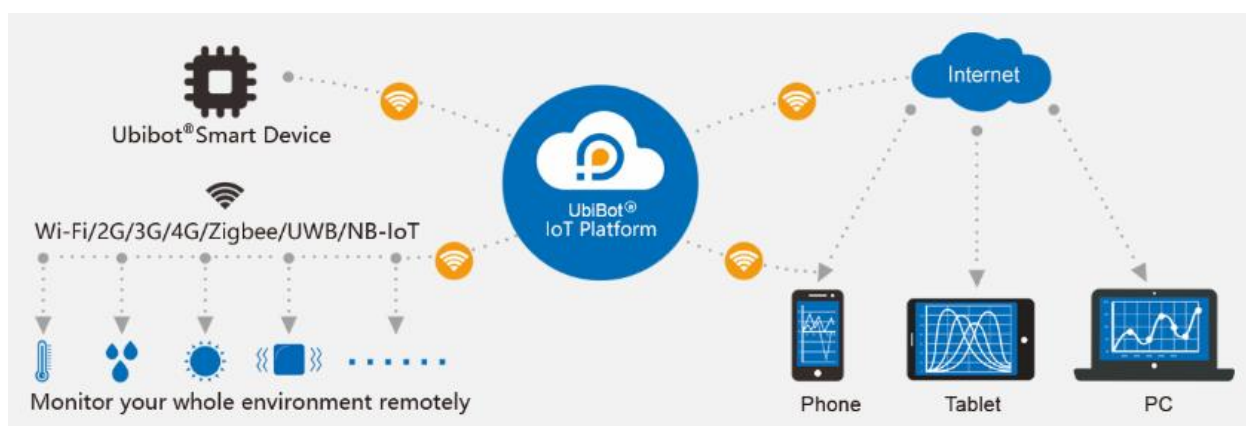 Ubibot®Smart Device
Wi-Fi/2G/3G/4G/Zigbee/UWB/NB-IoT
Monitor your whole environment remotely
UbiBot®
IoT Platform
Internet
Phone
Tablet
PC